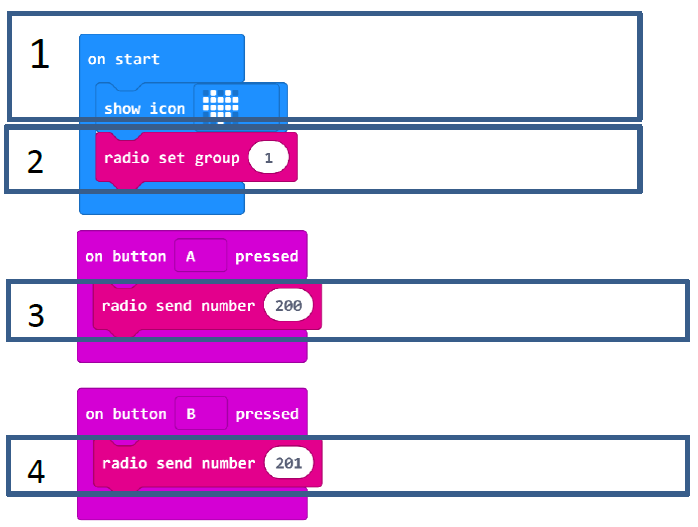 1
on start
show icon
2
radio set group 1
on button A pressed
3
radio send number 200
on button B pressed
4
radio send number 201